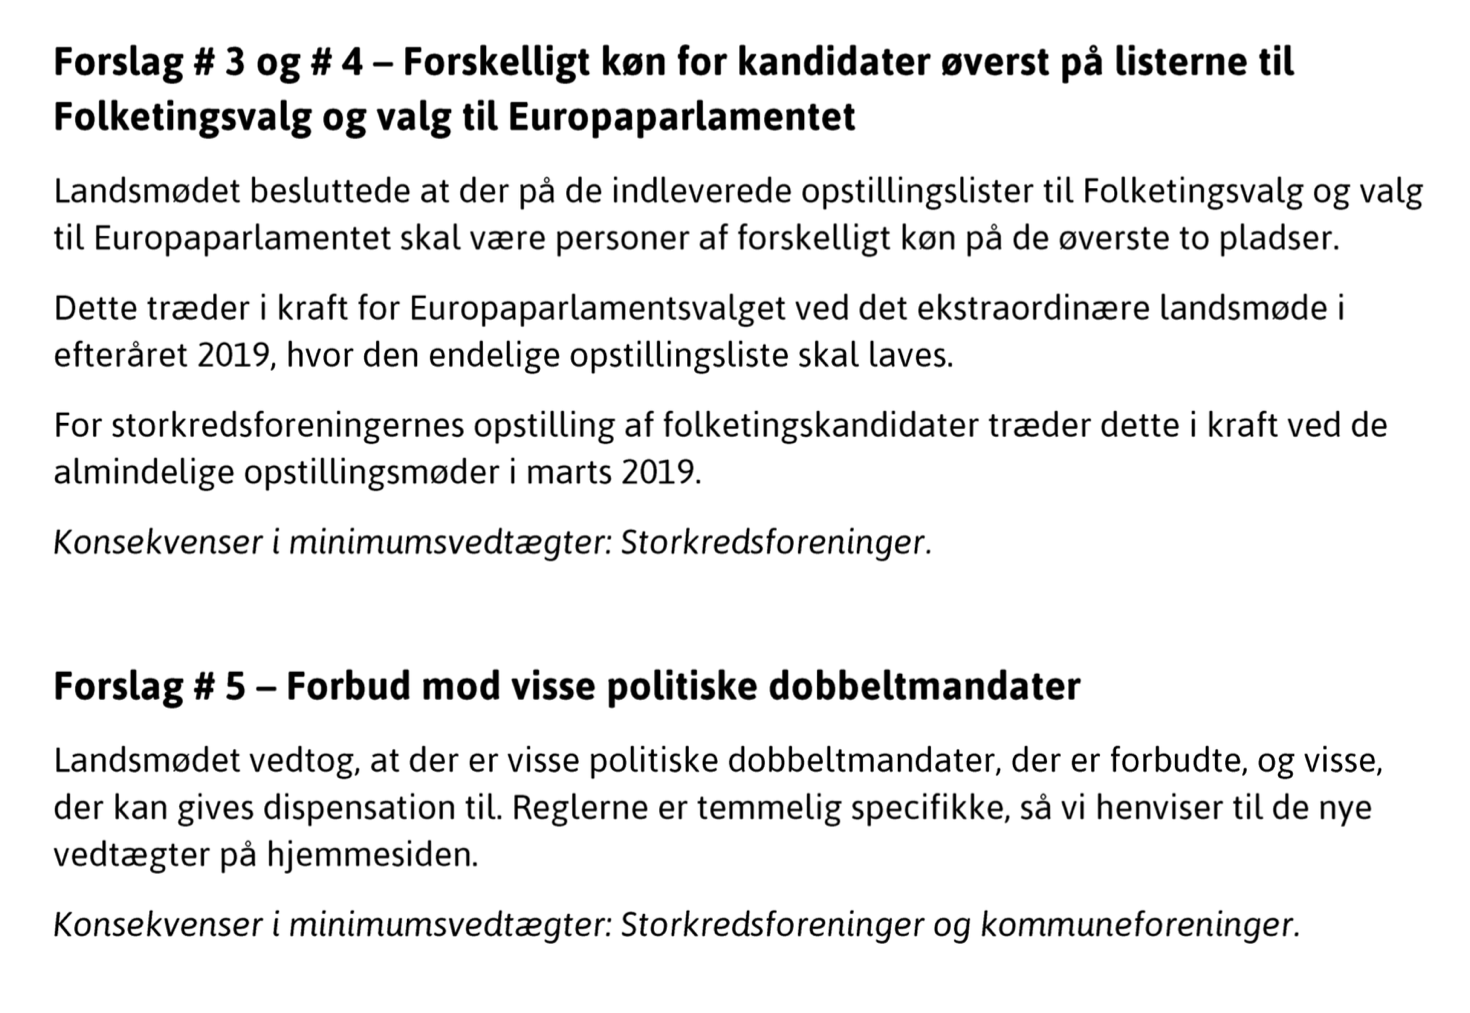 Forslag # 3 og # 4 – Forskelligt køn for kandidater øverst på listerne til
Folketingsvalg og valg til Europaparlamentet
Landsmødet besluttede at der på de indleverede opstillingslister til Folketingsvalg og valg
til Europaparlamentet skal være personer af forskelligt køn på de øverste to pladser.
Dette træder i kraft for Europaparlamentsvalget ved det ekstraordinære landsmøde i
efteråret 2019, hvor den endelige opstillingsliste skal laves.
For storkredsforeningernes opstilling af folketingskandidater træder dette i kraft ved de
almindelige opstillingsmøder i marts 2019.
Konsekvenser i minimumsvedtægter: Storkredsforeninger.
Forslag # 5 – Forbud mod visse politiske dobbeltmandater
Landsmødet vedtog, at der er visse politiske dobbeltmandater, der er forbudte, og visse,
der kan gives dispensation til. Reglerne er temmelig specifikke, så vi henviser til de nye
vedtægter på hjemmesiden.
Konsekvenser i minimumsvedtægter: Storkredsforeninger og kommuneforeninger.